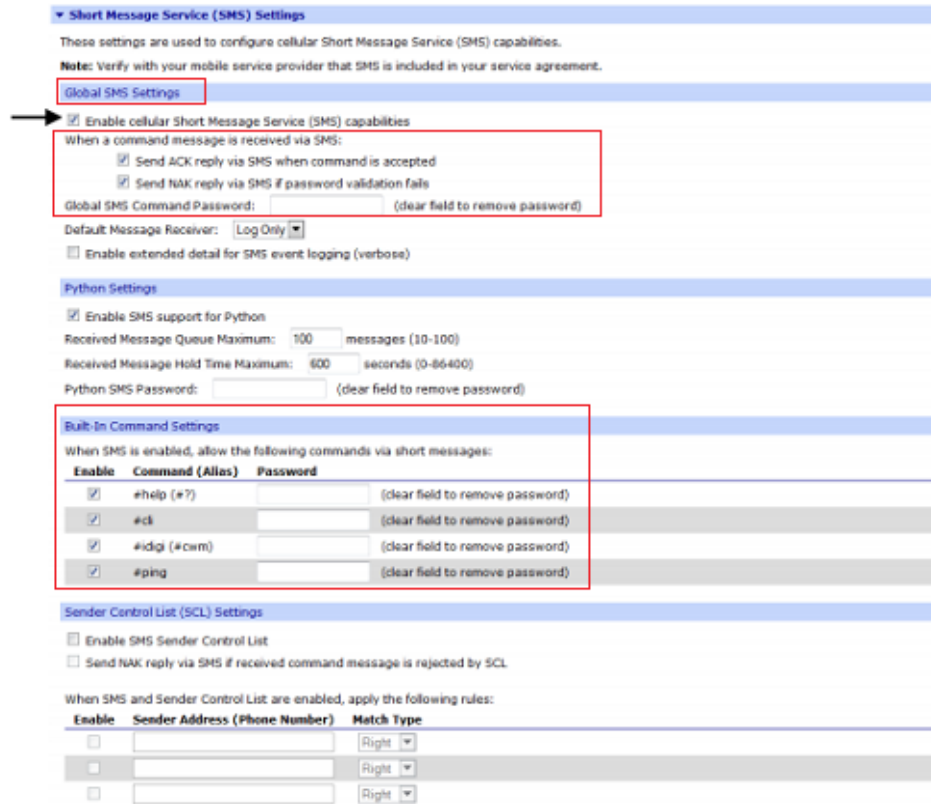 Short Message Service (SMS) Settings
These settings are used to configure cellular Short Message Service (SMS) capabilities.
Note: Verify with your mobile service provider that SMS is included in your service agreement.
Global SMS Settings
Enable cellular Short Message Service (SMS) capabilities
When a command message is received via SMS:
Send ACK reply via SMS when command is accepted
Send NAK reply via SMS if password validation fails
Global SMS Command Password: (clear field to remove password)
Default Message Receiver: Log Only
Enable extended detail for SMS event logging (verbose)
Python Settings
Enable SMS support for Python
Received Message Queue Maximum: 100 messages (10-100)
Received Message Hold Time Maximum: 600 seconds (0-86400)
Python SMS Password: (clear field to remove password)
Built-In Command Settings
When SMS is enabled, allow the following commands via short messages:
Enable Command (Alias) Password
#help (#?) (clear field to remove password)
#cli (clear field to remove password)
#idigi (#cwm) (clear field to remove password)
#ping (clear field to remove password)
Sender Control List (SCL) Settings
Enable SMS Sender Control List
Send NAK reply via SMS if received command message is rejected by SCL
When SMS and Sender Control List are enabled, apply the following rules:
Enable Sender Address (Phone Number) Match Type
Right
Right
Right